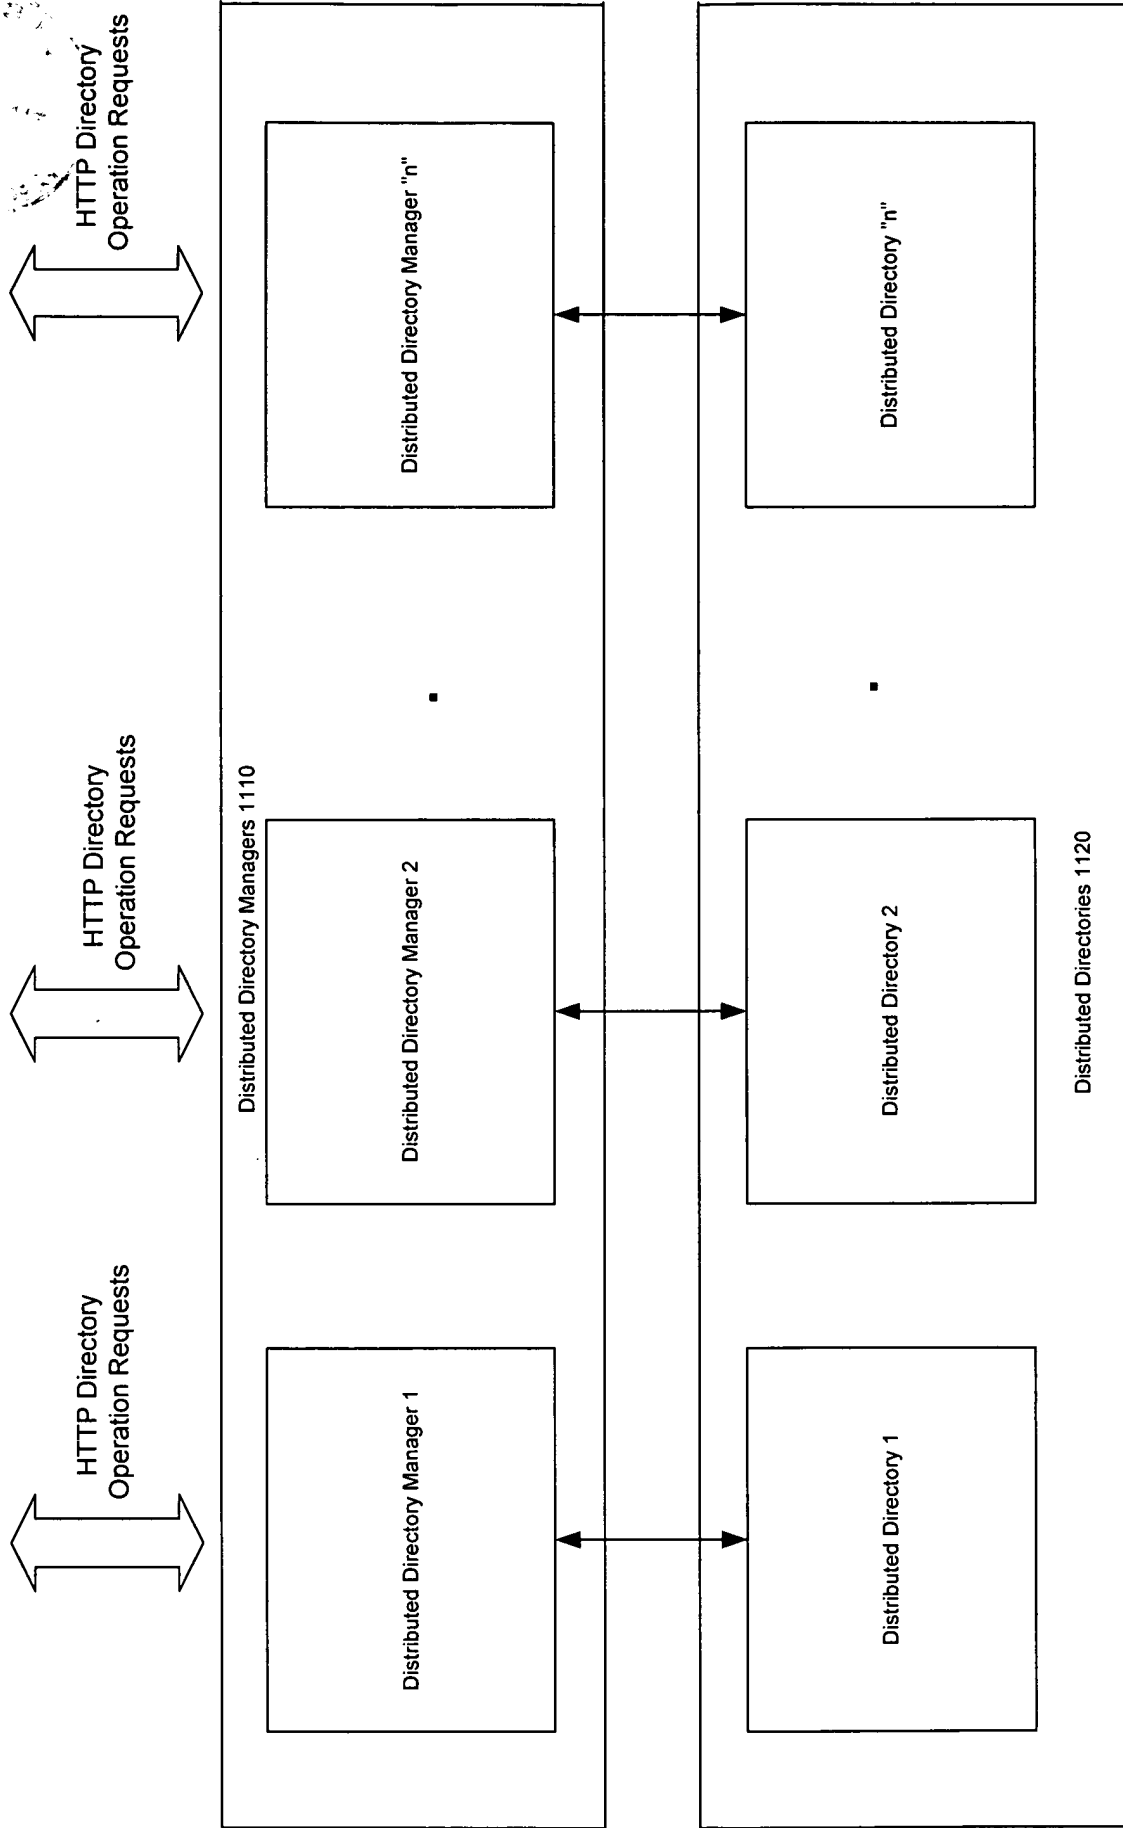 HTTP Directory
Operation Requests
HTTP Directory
Operation Requests
HTTP Directory
Operation Requests
Distributed Directory Managers 1110
Distributed Directory Manager 1
Distributed Directory Manager 2
Distributed Directory Manager "n"
Distributed Directory 1
Distributed Directory 2
Distributed Directory "n"
Distributed Directories 1120